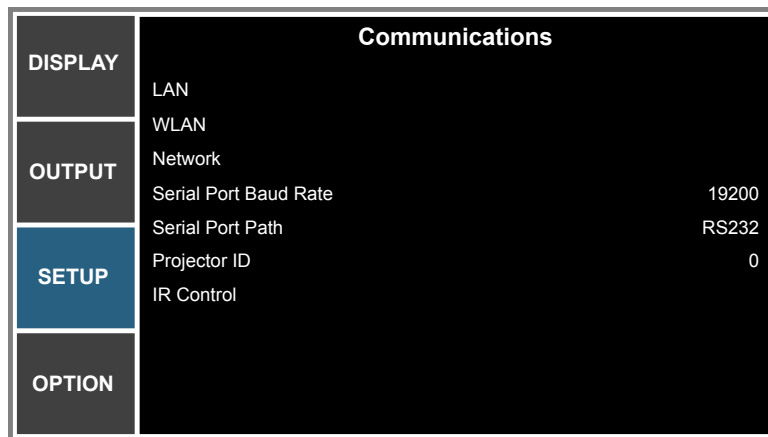 DISPLAY
OUTPUT
SETUP
OPTION
Communications
LAN
WLAN
Network
Serial Port Baud Rate 19200
Serial Port Path RS232
Projector ID 0
IR Control